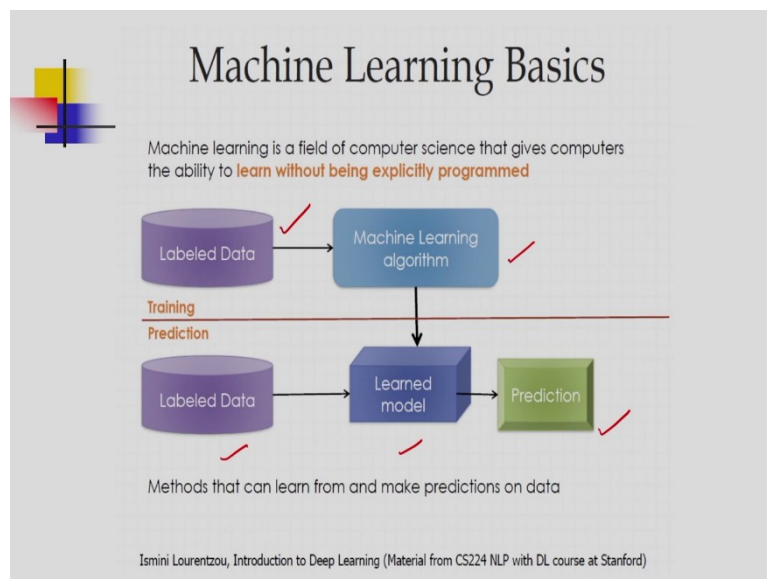 Machine Learning Basics
Machine learning is a field of computer science that gives computers
the ability to learn without being explicitly programmed
Labeled Data
Machine Learning
algorithm
Training
Prediction
Labeled Data
Learned
model
Prediction
Methods that can learn from and make predictions on data
Ismini Lourentzou, Introduction to Deep Learning (Material from CS224 NLP with DL course at Stanford)